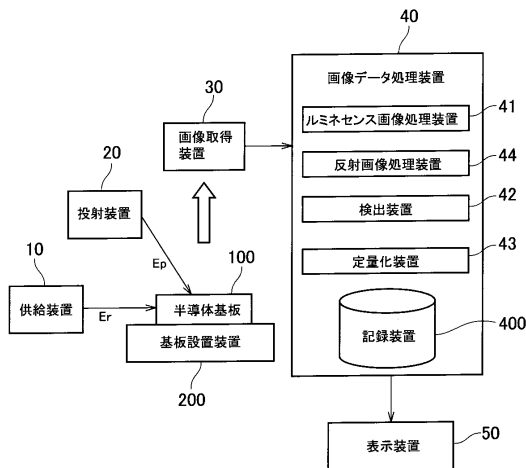 40
画像データ処理装置
41
ルミネセンス画像処理装置
44
反射画像処理装置
42
検出装置
43
定量化装置
記録装置
400
30
画像取得
装置
20
投射装置
Ep
10
供給装置
Er
100
半導体基板
基板設置装置
200
表示装置
50